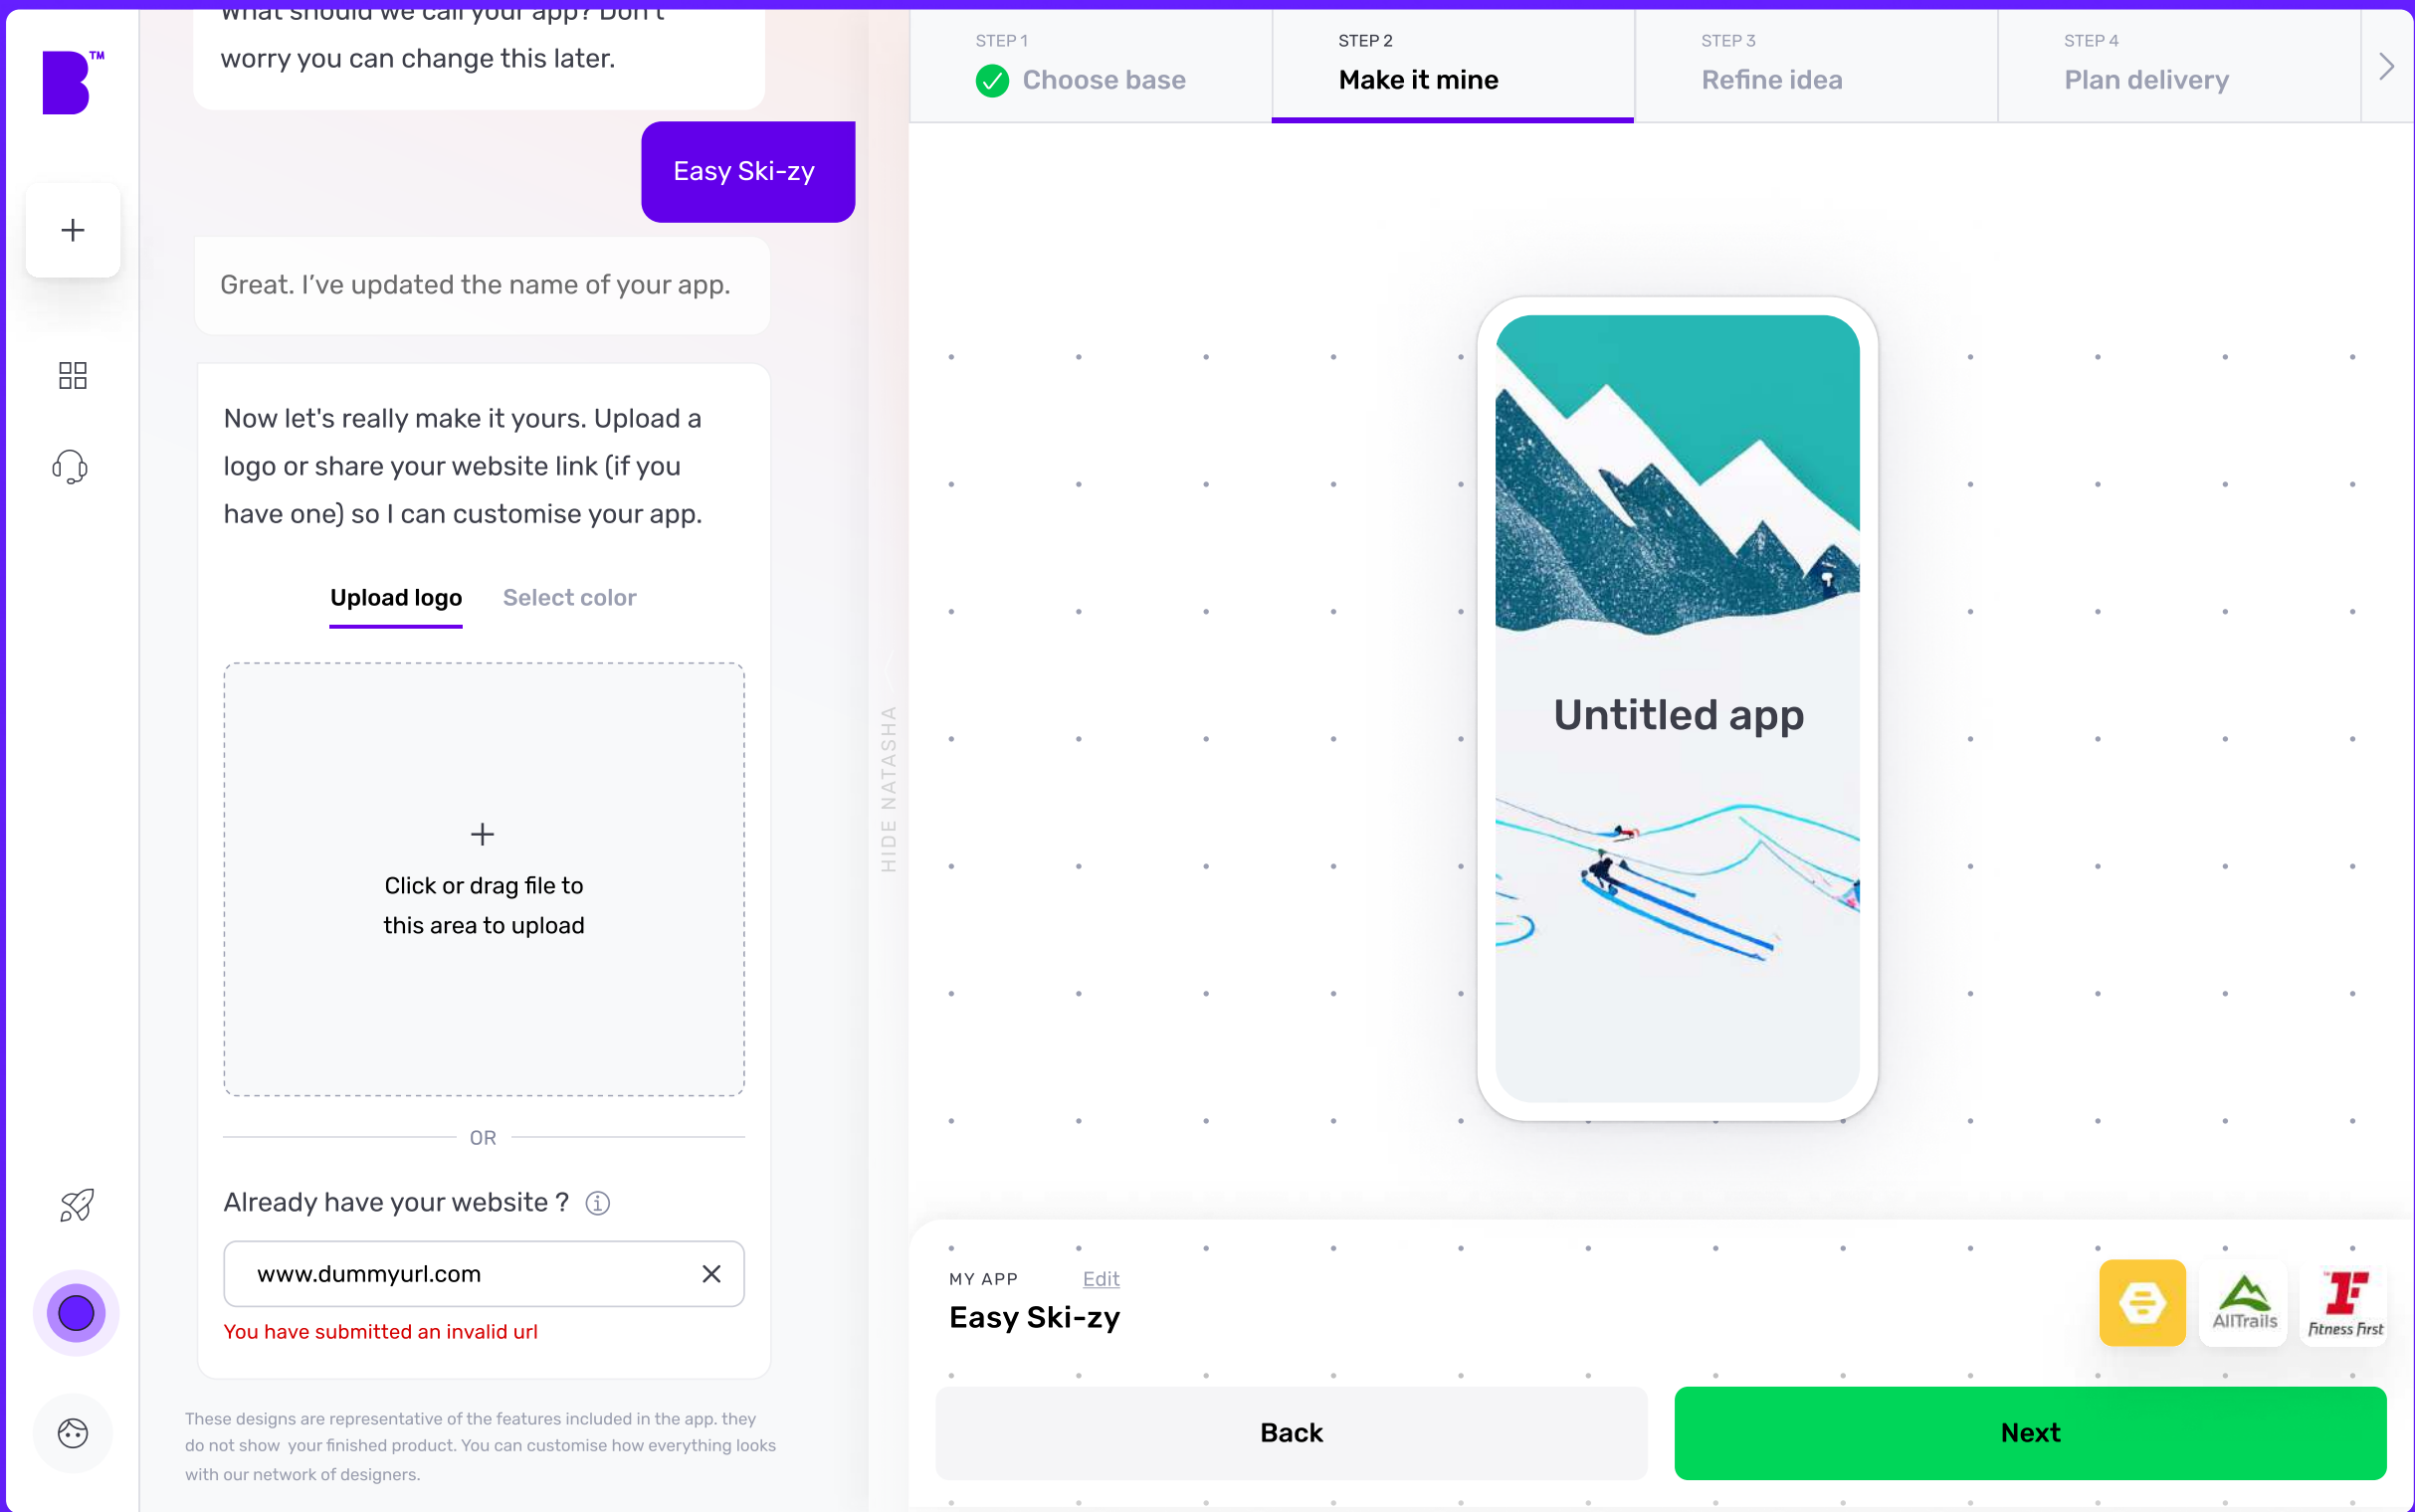 What should we call your app? Don't
worry you can change this later.
Easy Ski-zy
Great. I’ve updated the name of your app.
Now let's really make it yours. Upload a
logo or share your website link (if you
have one) so I can customise your app.
Upload logo
Select color
Click or drag file to
this area to upload
OR
Already have your website ?
www.dummyurl.com
You have submitted an invalid url
These designs are representative of the features included in the app. they
do not show your finished product. You can customise how everything looks
with our network of designers.
HIDE NATASHA
STEP 1
Choose base
STEP 2
Make it mine
STEP 3
Refine idea
STEP 4
Plan delivery
Untitled app
MY APP
Edit
Easy Ski-zy
AllTrails
Fitness First
Back
Next
B™